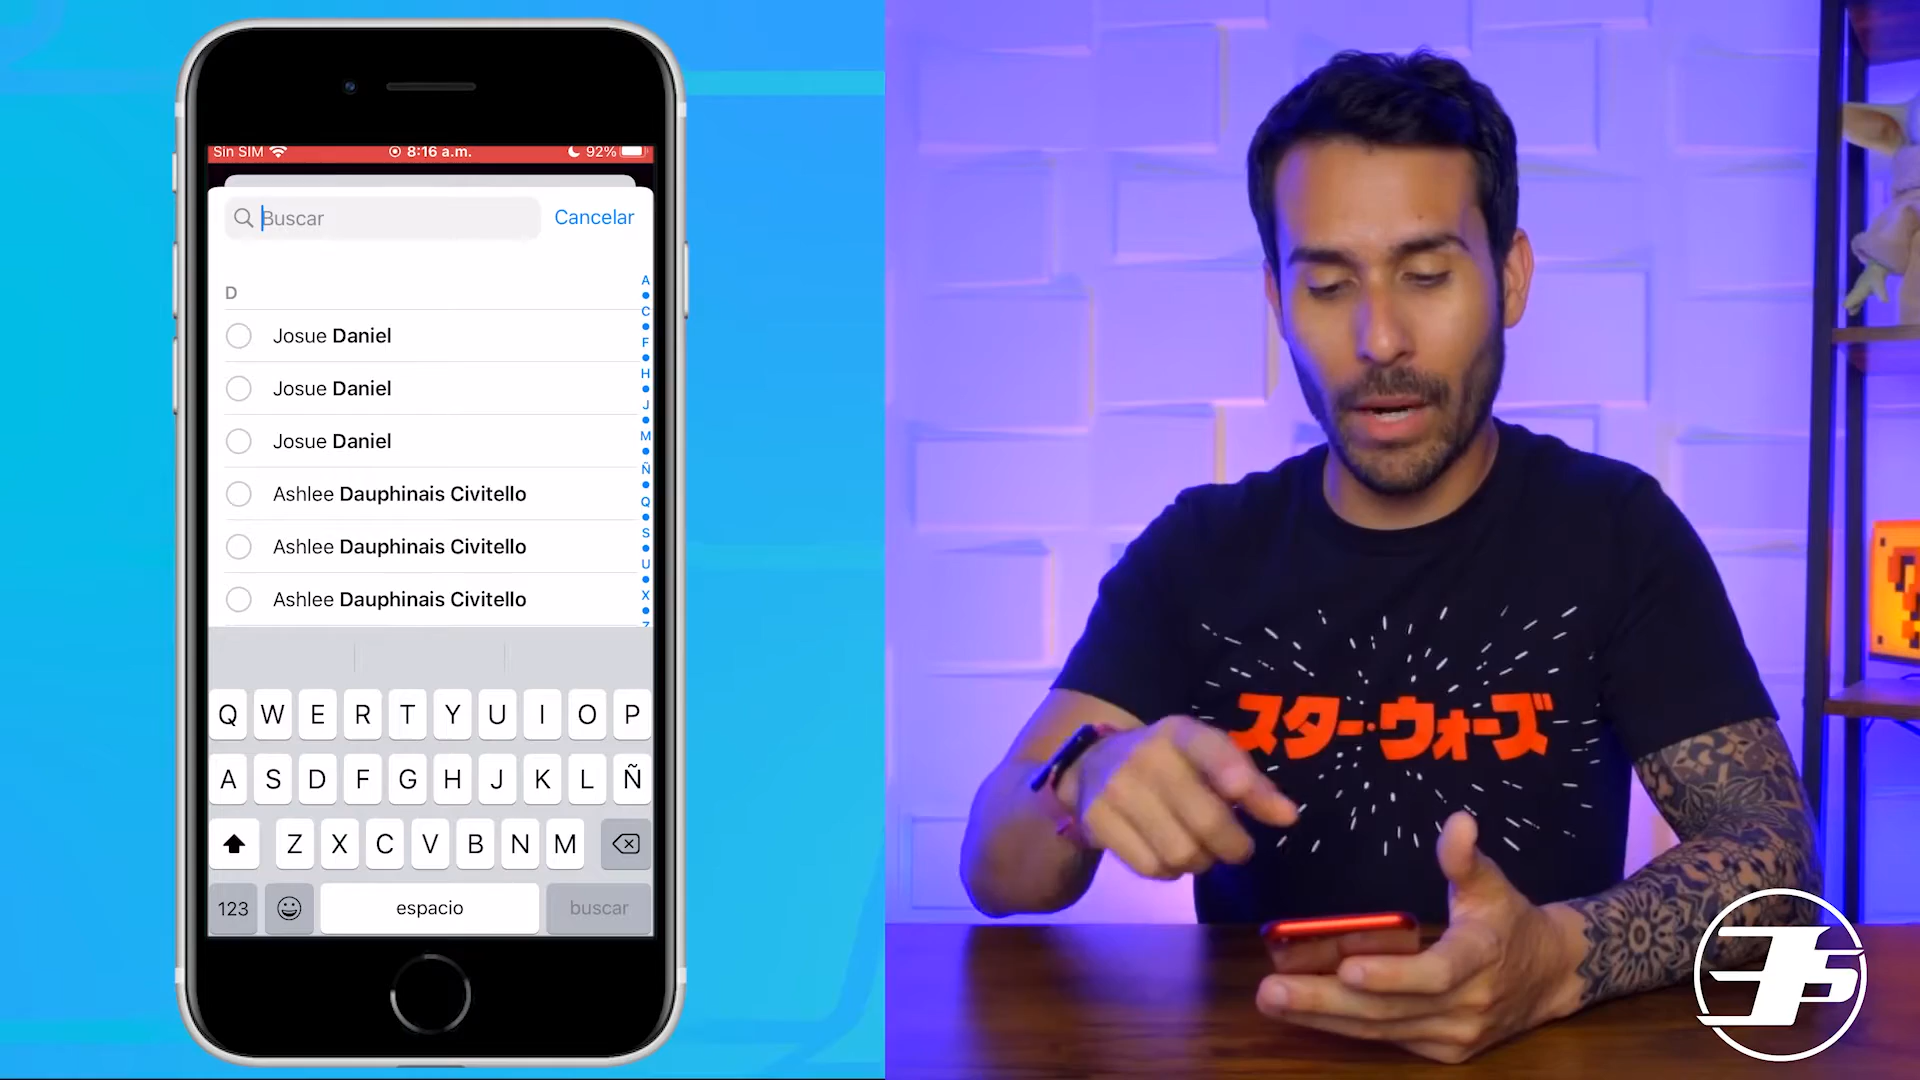 Sin SIM 8:16 a.m. 92%
Buscar Cancelar
D
Josue Daniel
Josue Daniel
Josue Daniel
Ashlee Dauphinais Civitello
Ashlee Dauphinais Civitello
Ashlee Dauphinais Civitello
A
C
F
H
J
M
Ñ
Q
S
U
X
Z
Q W E R T Y U I O P
A S D F G H J K L Ñ
Z X C V B N M
123 espacio buscar
スター・ウォーズ
?